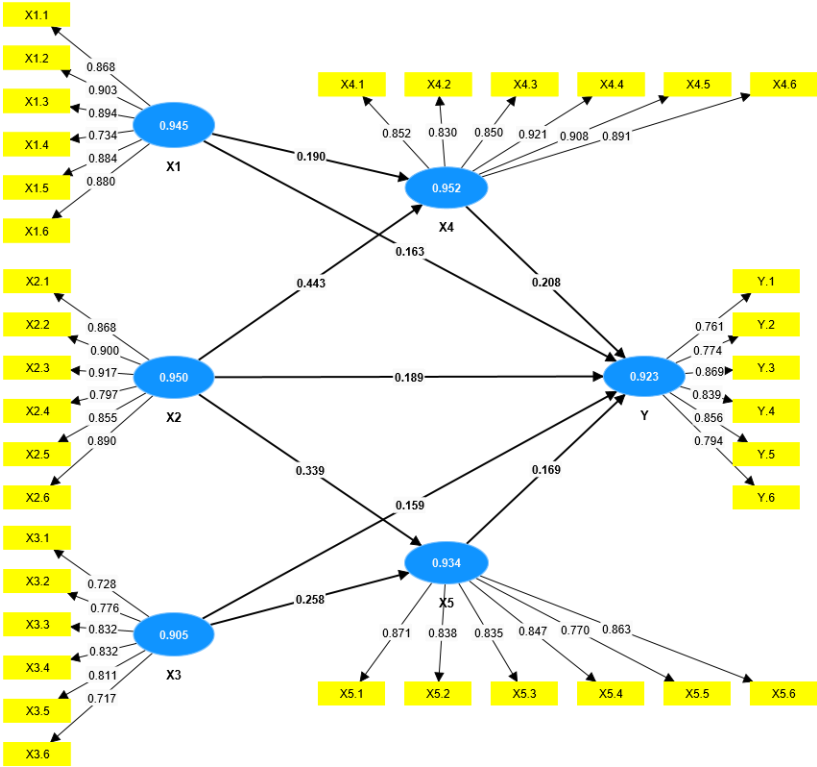 X1.1
X1.2
X1.3
X1.4
X1.5
X1.6
0.868
0.903
0.894
0.734
0.884
0.880
0.945
X1
X4.1
X4.2
X4.3
X4.4
X4.5
X4.6
0.852
0.830
0.850
0.921
0.908
0.891
0.952
X4
0.190
0.163
0.443
0.208
X2.1
X2.2
X2.3
X2.4
X2.5
X2.6
0.868
0.900
0.917
0.797
0.855
0.890
0.950
X2
0.189
0.339
Y.1
Y.2
Y.3
Y.4
Y.5
Y.6
0.761
0.774
0.869
0.839
0.856
0.794
0.923
Y
0.159
0.169
0.258
X3.1
X3.2
X3.3
X3.4
X3.5
X3.6
0.728
0.776
0.832
0.832
0.811
0.717
0.905
X3
0.934
X5
0.871
0.838
0.835
0.847
0.770
0.863
X5.1
X5.2
X5.3
X5.4
X5.5
X5.6